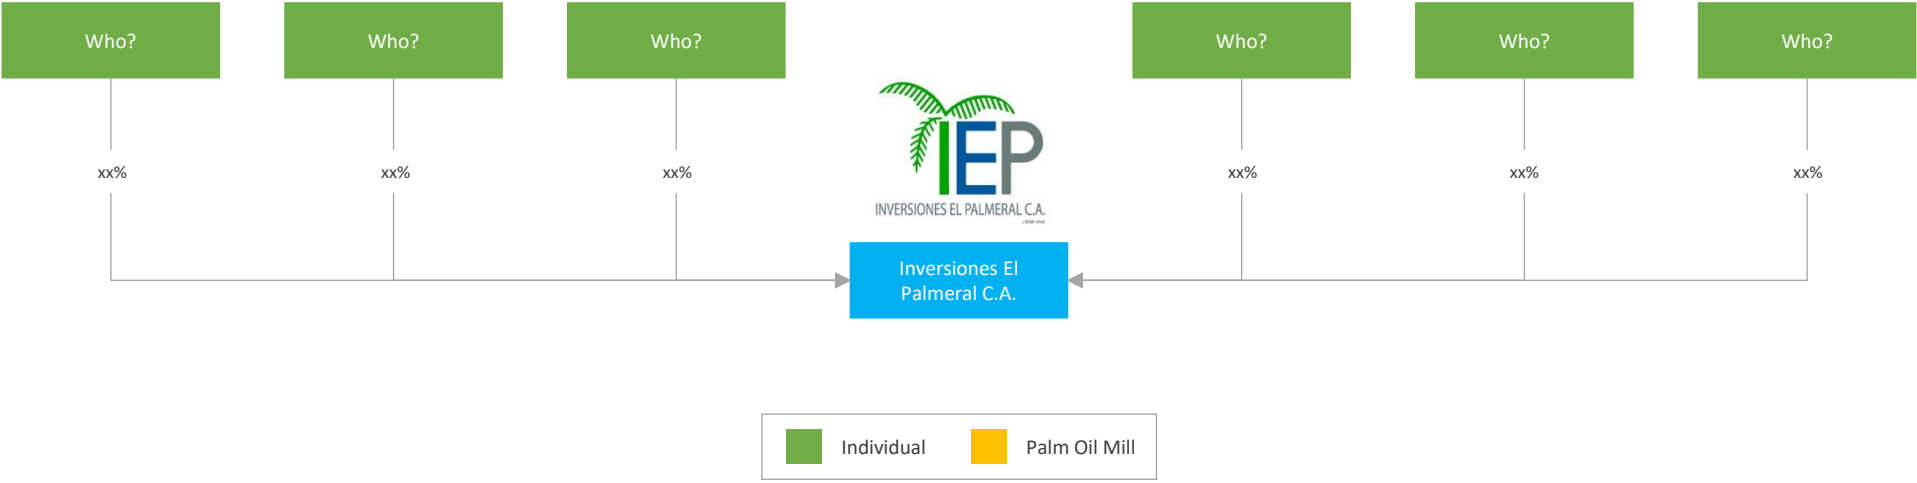 Who?
Who?
Who?
Who?
Who?
Who?
xx%
xx%
xx%
xx%
xx%
xx%
IEP
INVERSIONES EL PALMERAL C.A.
Inversiones El
Palmeral C.A.
Individual
Palm Oil Mill